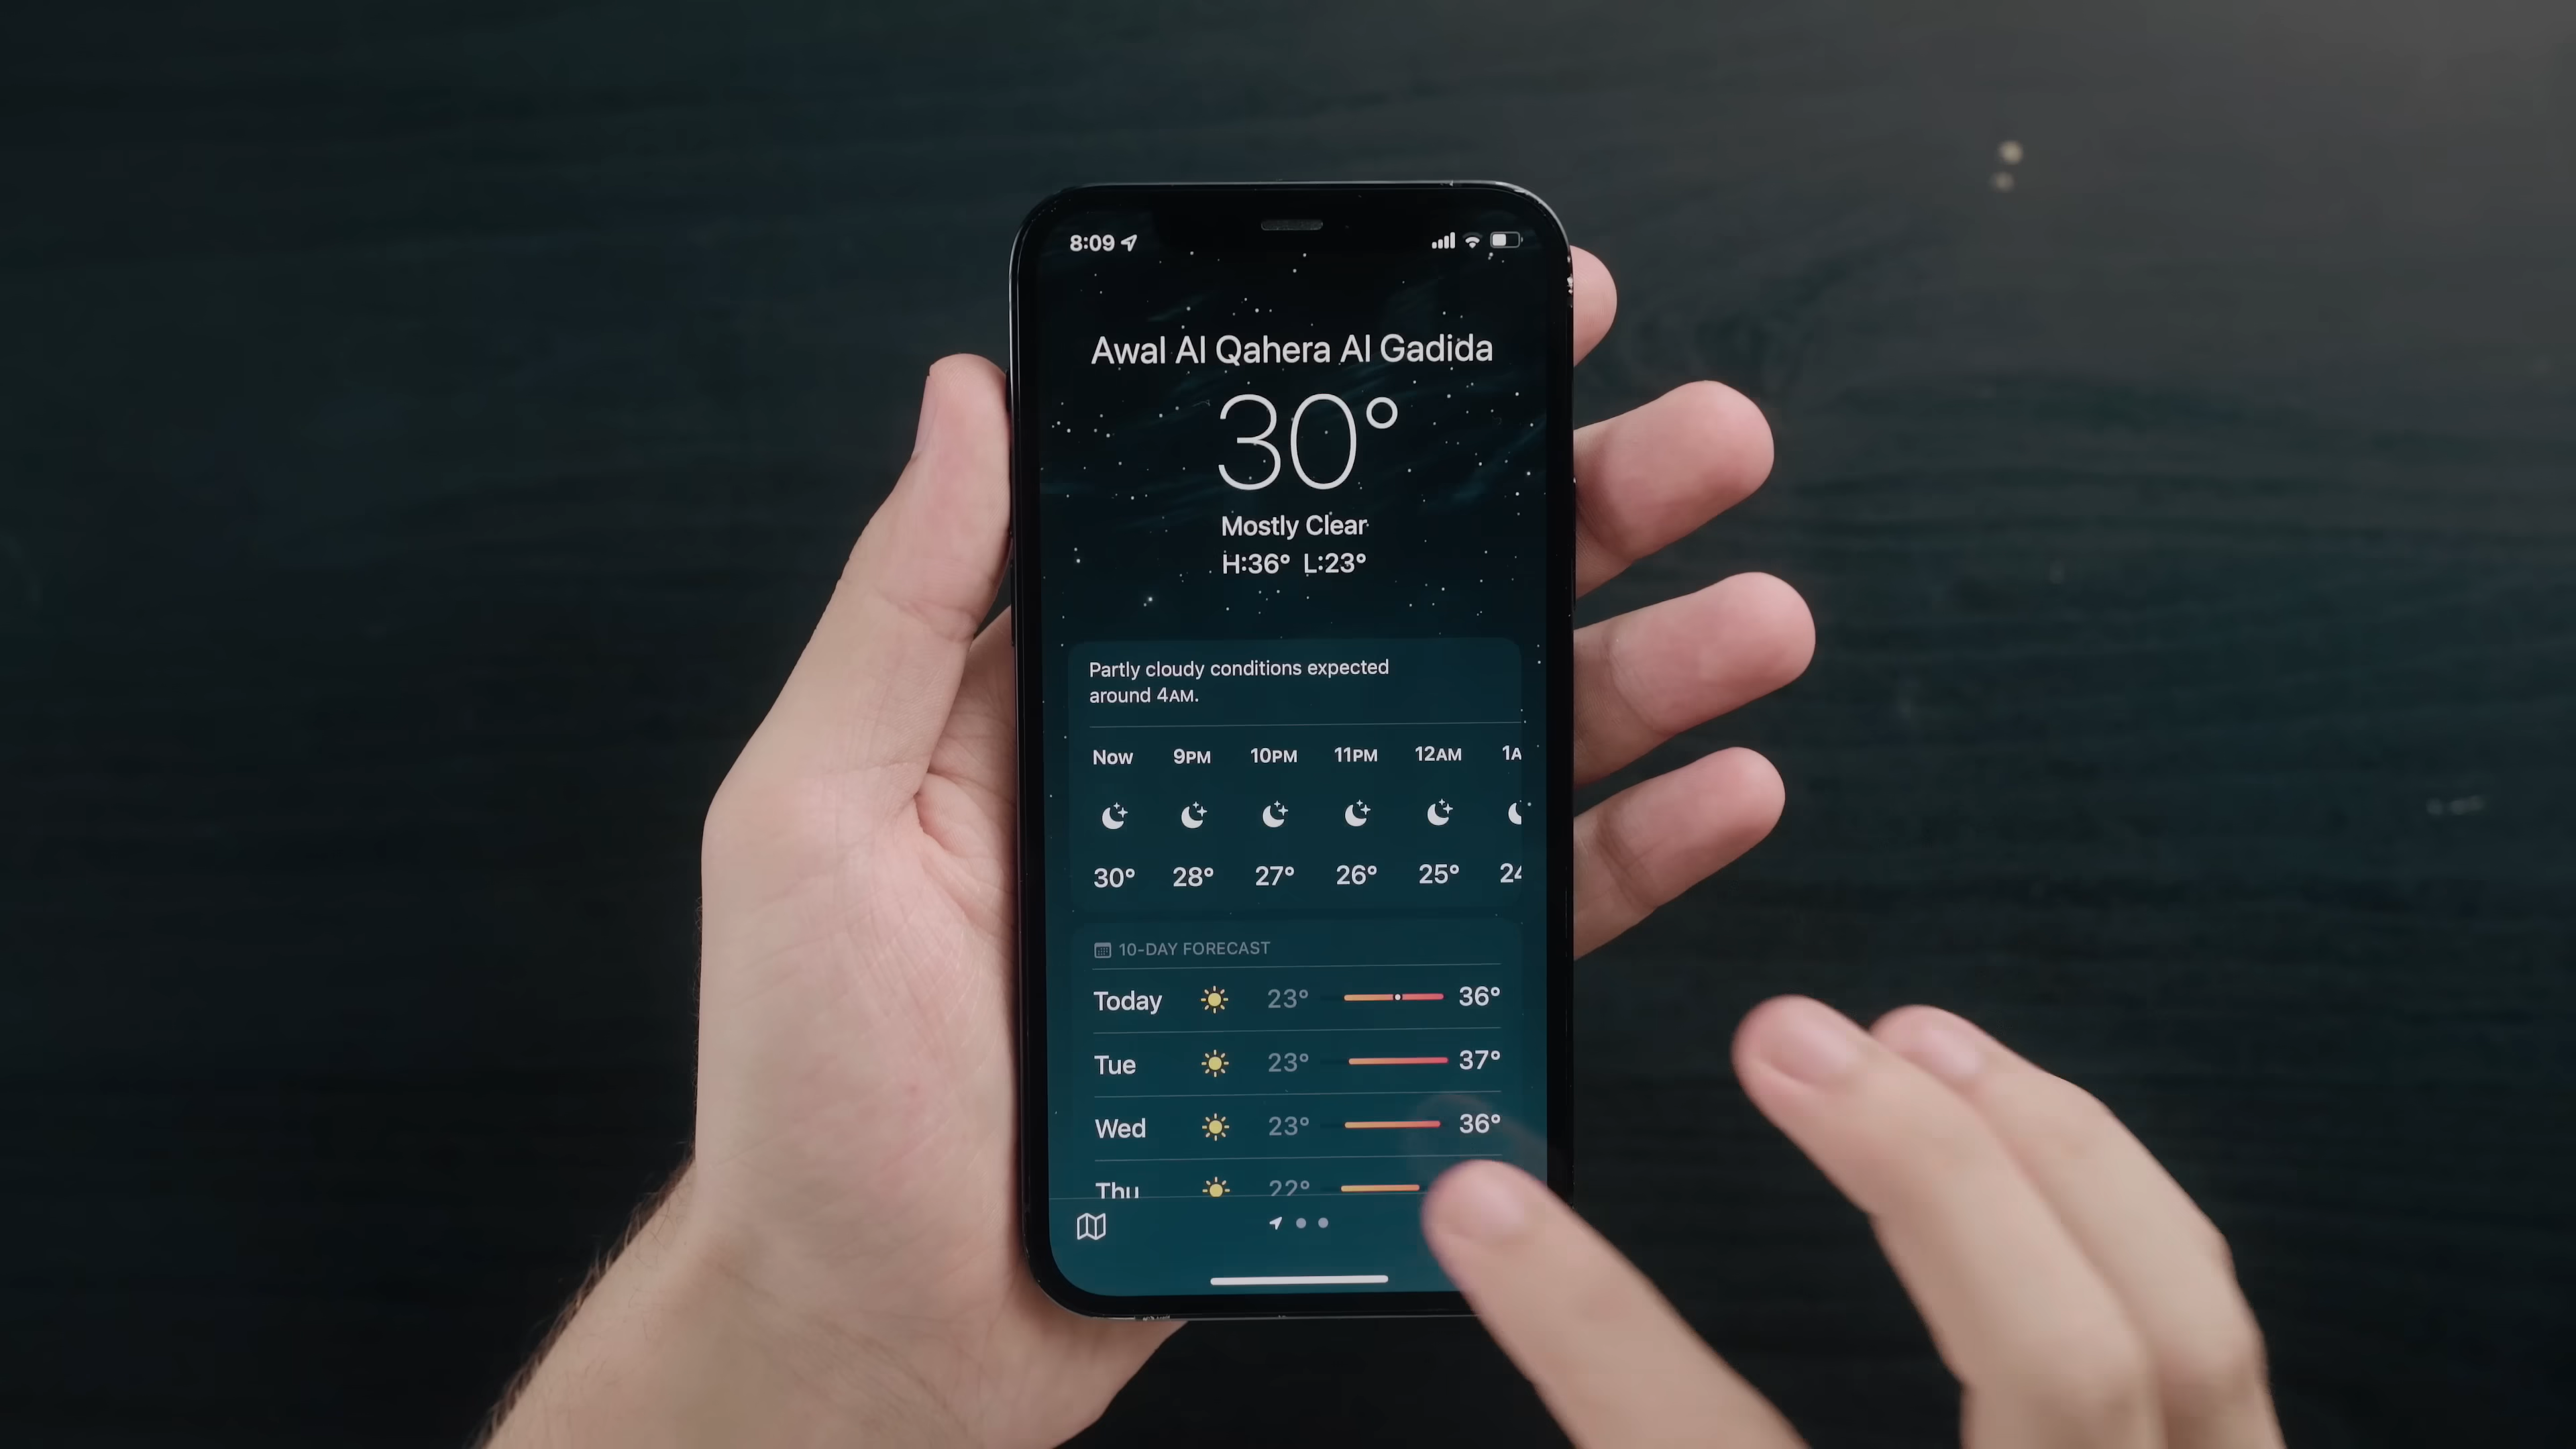 8:09
Awal Al Qahera Al Gadida
30°
Mostly Clear
H:36° L:23°
Partly cloudy conditions expected
around 4AM.
Now 9PM 10PM 11PM 12AM
30° 28° 27° 26° 25°
10-DAY FORECAST
Today 23° 36°
Tue 23° 37°
Wed 23° 36°
Thu 22°